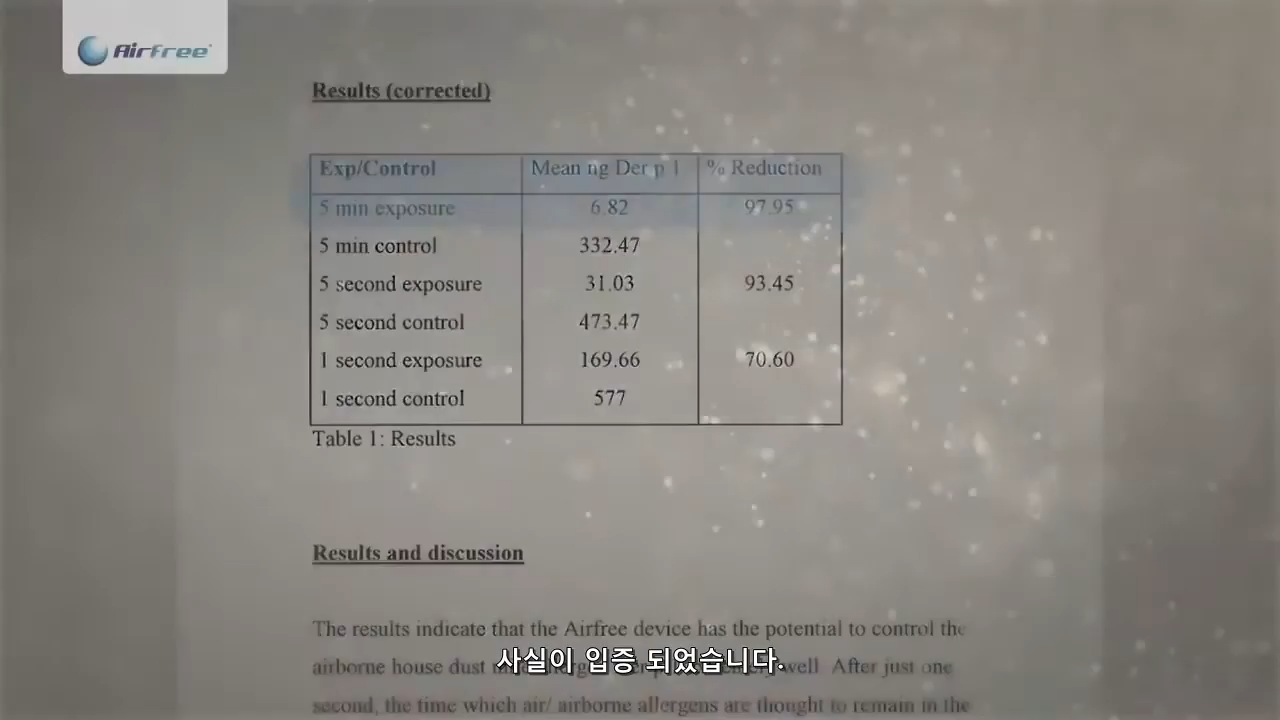 Airfree
Results (corrected)
Exp/Control Mean ng Der p 1 % Reduction
5 min exposure 6.82 97.95
5 min control 332.47
5 second exposure 31.03 93.45
5 second control 473.47
1 second exposure 169.66 70.60
1 second control 577
Table 1: Results
Results and discussion
The results indicate that the Airfree device has the potential to control the
airborne house dust well. After just one
사실이 입증 되었습니다.
second, the time which air/ airborne allergens are thought to remain in the